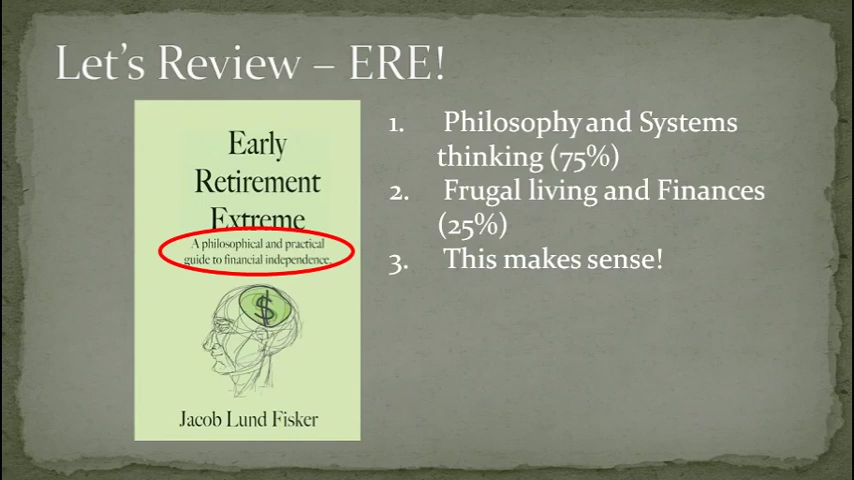 Let's Review – ERE!
Early
Retirement
Extreme
A philosophical and practical
guide to financial independence.
$
Jacob Lund Fisker
1. Philosophy and Systems
thinking (75%)
2. Frugal living and Finances
(25%)
3. This makes sense!